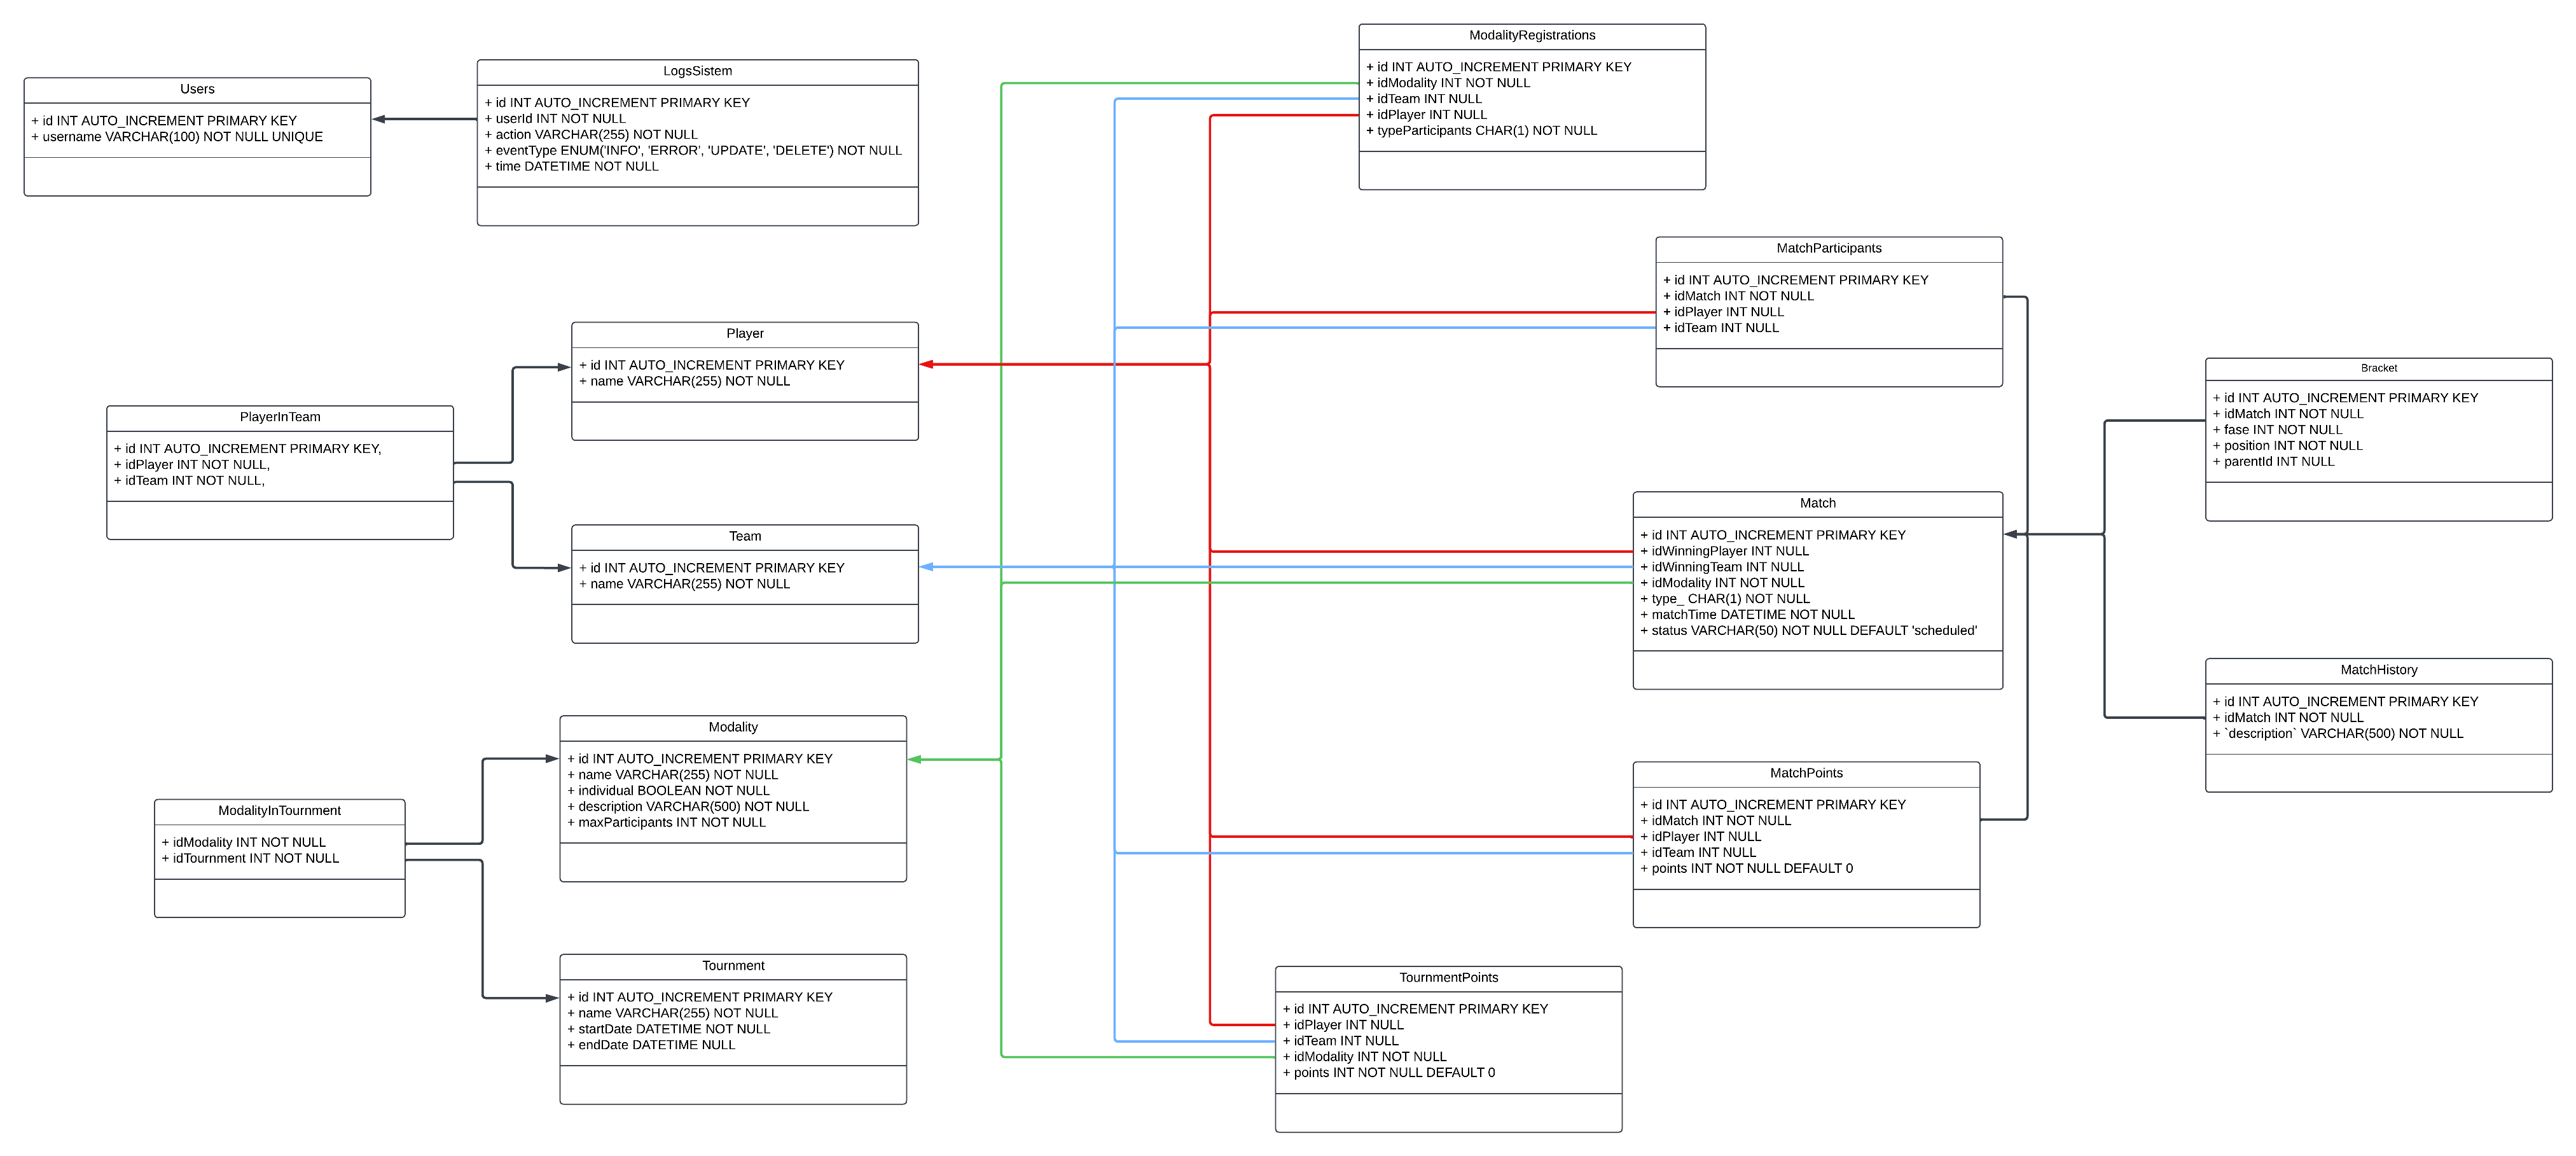 Users
+ id INT AUTO_INCREMENT PRIMARY KEY
+ username VARCHAR(100) NOT NULL UNIQUE
LogsSistem
+ id INT AUTO_INCREMENT PRIMARY KEY
+ userId INT NOT NULL
+ action VARCHAR(255) NOT NULL
+ eventType ENUM('INFO', 'ERROR', 'UPDATE', 'DELETE') NOT NULL
+ time DATETIME NOT NULL
ModalityRegistrations
+ id INT AUTO_INCREMENT PRIMARY KEY
+ idModality INT NOT NULL
+ idTeam INT NULL
+ idPlayer INT NULL
+ typeParticipants CHAR(1) NOT NULL
MatchParticipants
+ id INT AUTO_INCREMENT PRIMARY KEY
+ idMatch INT NOT NULL
+ idPlayer INT NULL
+ idTeam INT NULL
Player
+ id INT AUTO_INCREMENT PRIMARY KEY
+ name VARCHAR(255) NOT NULL
Bracket
+ id INT AUTO_INCREMENT PRIMARY KEY
+ idMatch INT NOT NULL
+ fase INT NOT NULL
+ position INT NOT NULL
+ parentId INT NULL
PlayerInTeam
+ id INT AUTO_INCREMENT PRIMARY KEY,
+ idPlayer INT NOT NULL,
+ idTeam INT NOT NULL,
Team
+ id INT AUTO_INCREMENT PRIMARY KEY
+ name VARCHAR(255) NOT NULL
Match
+ id INT AUTO_INCREMENT PRIMARY KEY
+ idWinningPlayer INT NULL
+ idWinningTeam INT NULL
+ idModality INT NOT NULL
+ type_ CHAR(1) NOT NULL
+ matchTime DATETIME NOT NULL
+ status VARCHAR(50) NOT NULL DEFAULT 'scheduled'
MatchHistory
+ id INT AUTO_INCREMENT PRIMARY KEY
+ idMatch INT NOT NULL
+ `description` VARCHAR(500) NOT NULL
Modality
+ id INT AUTO_INCREMENT PRIMARY KEY
+ name VARCHAR(255) NOT NULL
+ individual BOOLEAN NOT NULL
+ description VARCHAR(500) NOT NULL
+ maxParticipants INT NOT NULL
MatchPoints
+ id INT AUTO_INCREMENT PRIMARY KEY
+ idMatch INT NOT NULL
+ idPlayer INT NULL
+ idTeam INT NULL
+ points INT NOT NULL DEFAULT 0
ModalityInTournment
+ idModality INT NOT NULL
+ idTournment INT NOT NULL
Tournment
+ id INT AUTO_INCREMENT PRIMARY KEY
+ name VARCHAR(255) NOT NULL
+ startDate DATETIME NOT NULL
+ endDate DATETIME NULL
TournmentPoints
+ id INT AUTO_INCREMENT PRIMARY KEY
+ idPlayer INT NULL
+ idTeam INT NULL
+ idModality INT NOT NULL
+ points INT NOT NULL DEFAULT 0